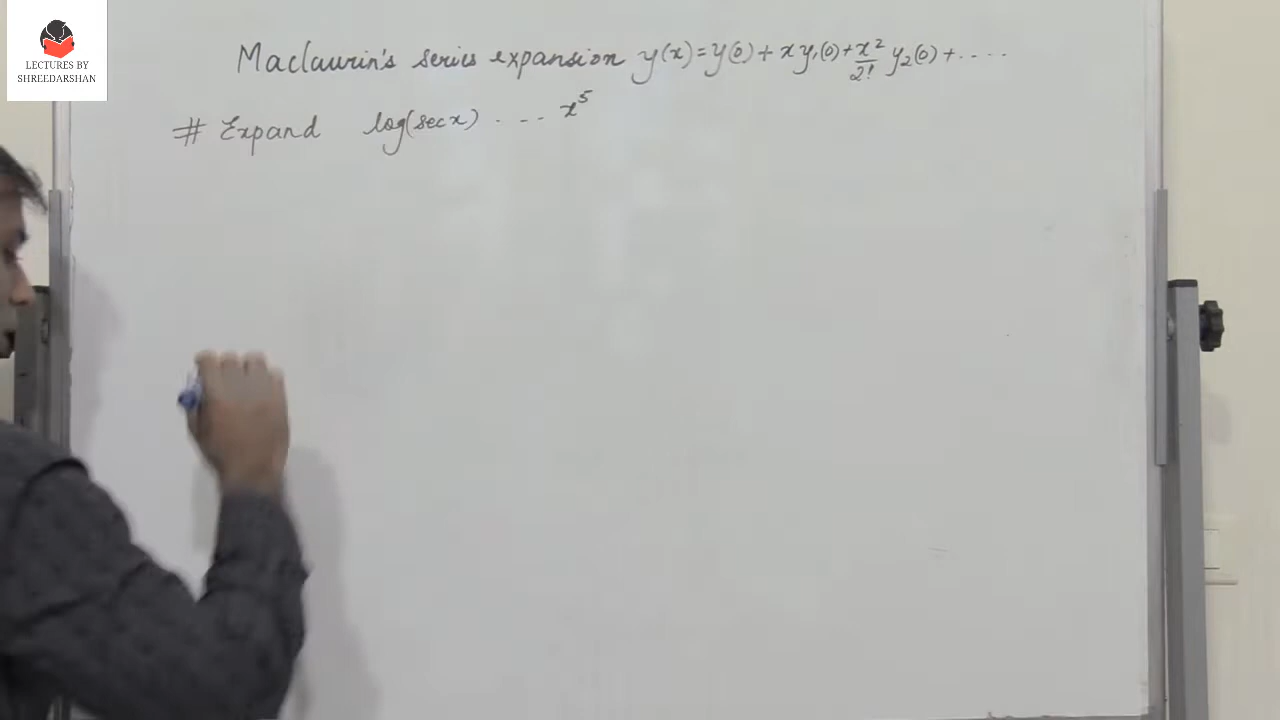 LECTURES BY
SHREEDARSHAN
Maclaurin's series expansion y(x) = y(0) + x y₁(0) + x²/2! y₂(0) + ....
# Expand log(sec x) . . . . x⁵